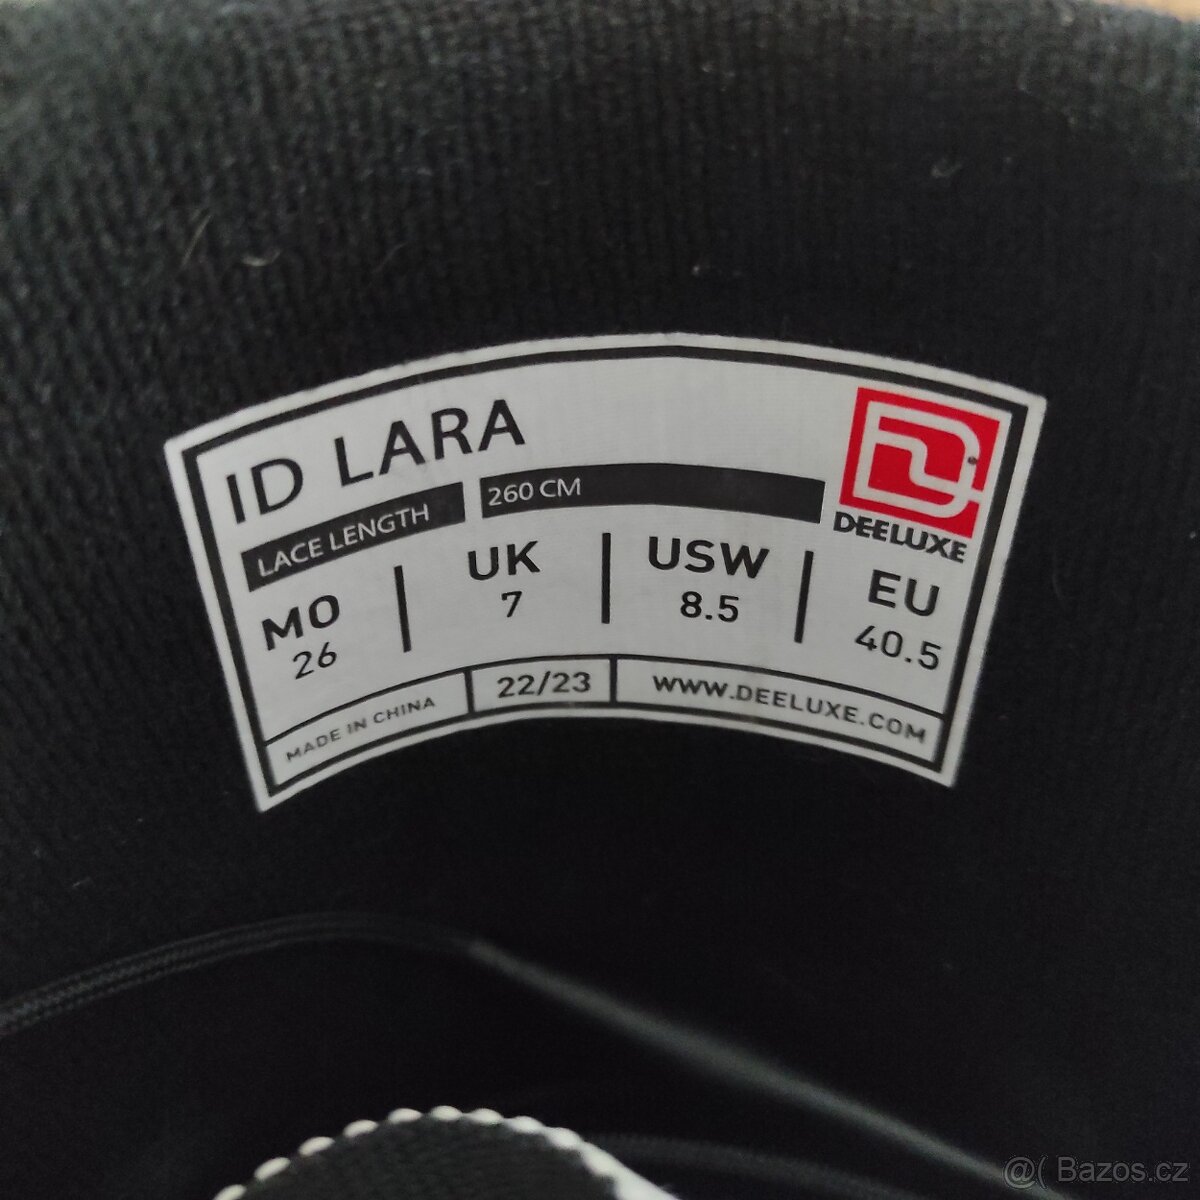 ID LARA
LACE LENGTH 260 CM
DEELUXE
MO UK USW EU
26 7 8.5 40.5
MADE IN CHINA 22/23 WWW.DEELUXE.COM
@( Bazos.cz